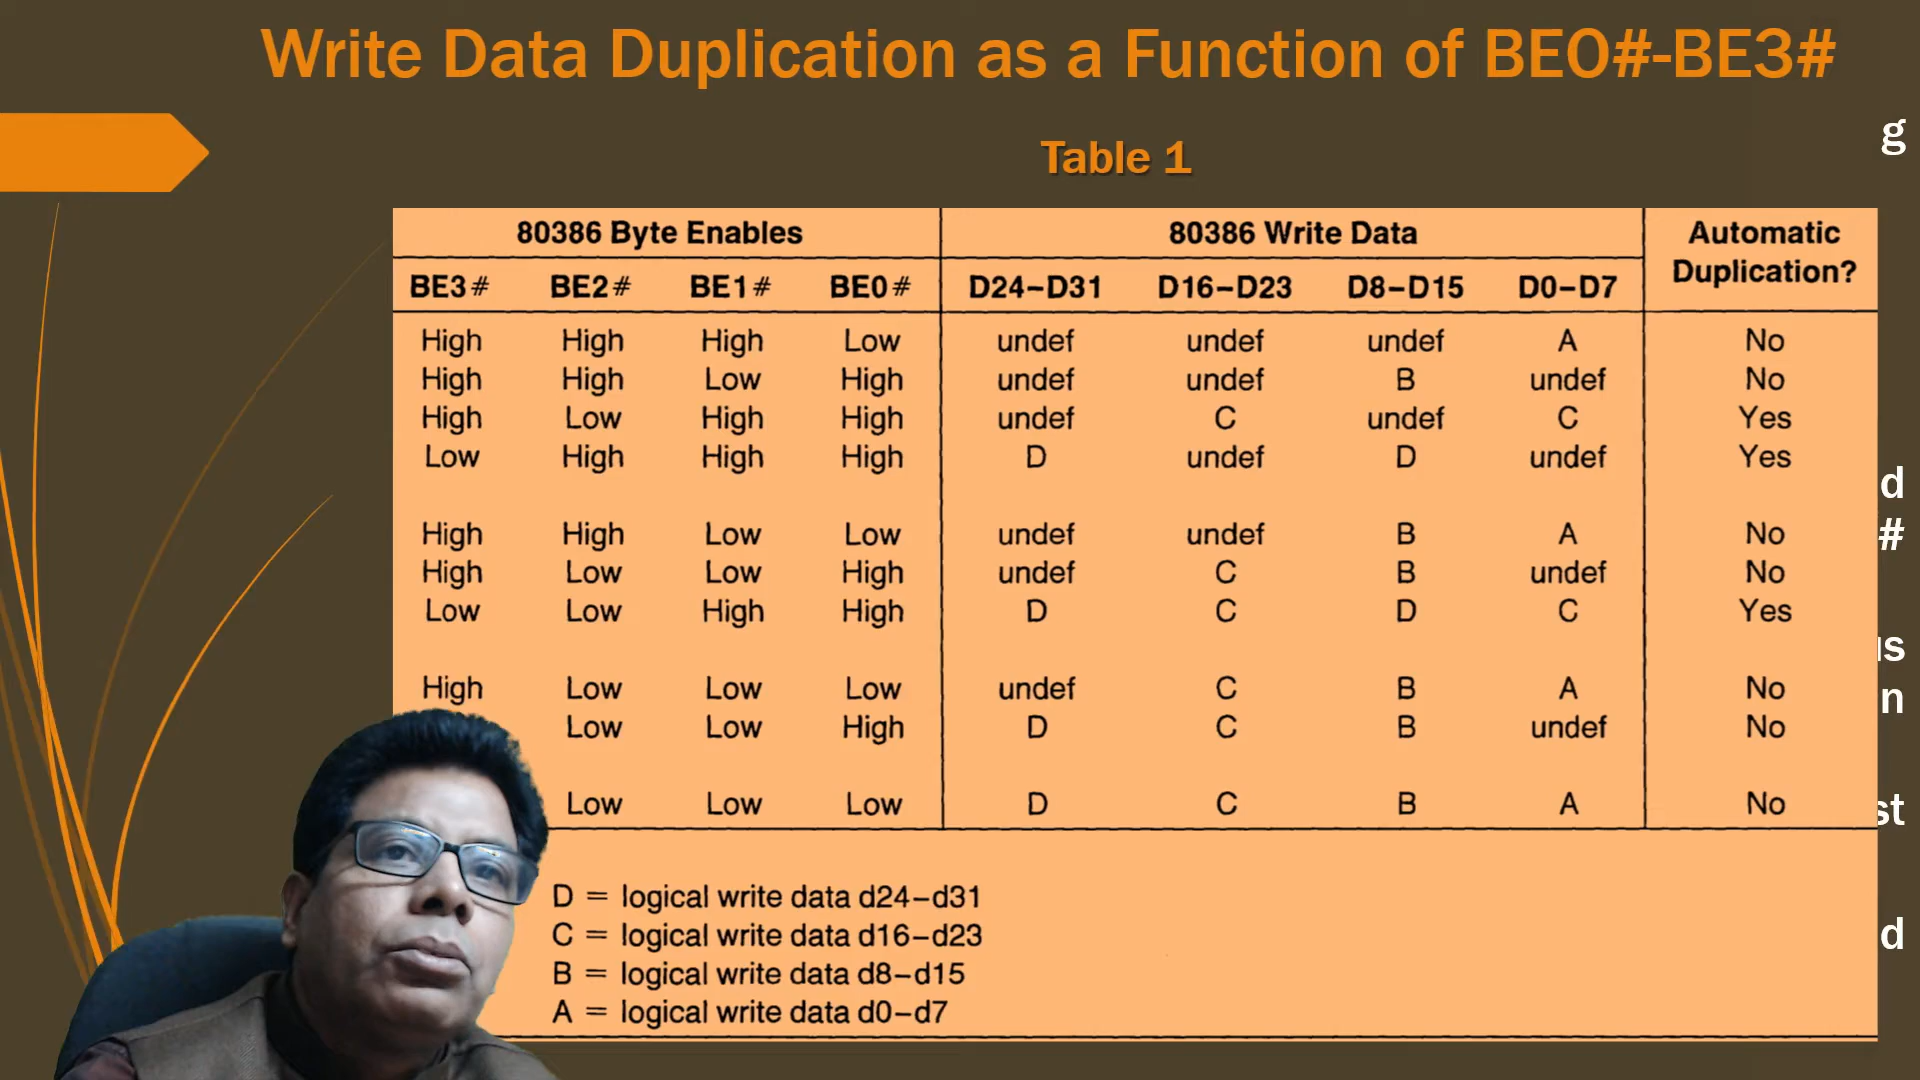 Write Data Duplication as a Function of BE0#-BE3#
g
Table 1
80386 Byte Enables 80386 Write Data Automatic Duplication?
BE3# BE2# BE1# BE0# D24–D31 D16–D23 D8–D15 D0–D7
High High High Low undef undef undef A No
High High Low High undef undef B undef No
High Low High High undef C undef C Yes
Low High High High D undef D undef Yes
d
High High Low Low undef undef B A No
#
High Low Low High undef C B undef No
Low Low High High D C D C Yes
us
High Low Low Low undef C B A No
n
Low Low High D C B undef No
Low Low Low D C B A No
st
D = logical write data d24–d31
C = logical write data d16–d23
d
B = logical write data d8–d15
A = logical write data d0–d7